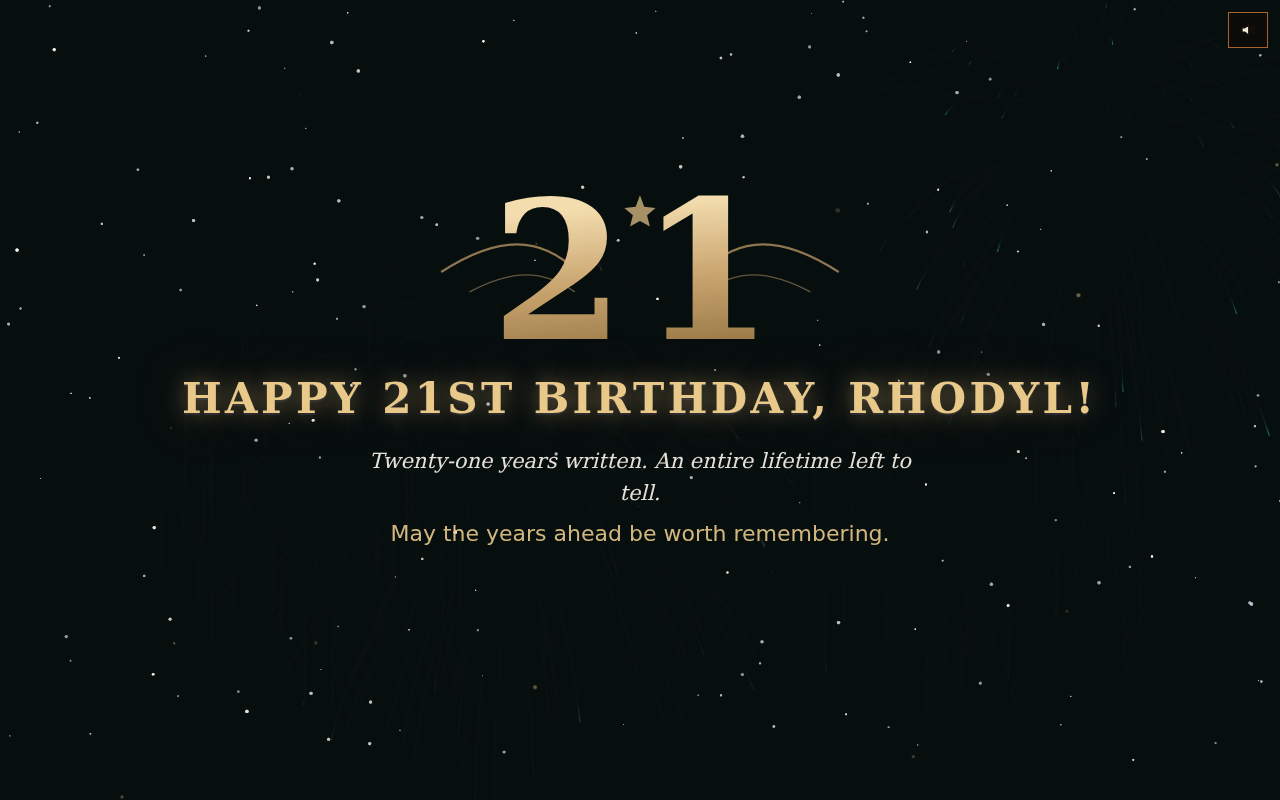 21
HAPPY 21ST BIRTHDAY, RHODYL!
Twenty-one years written. An entire lifetime left to
tell.
May the years ahead be worth remembering.